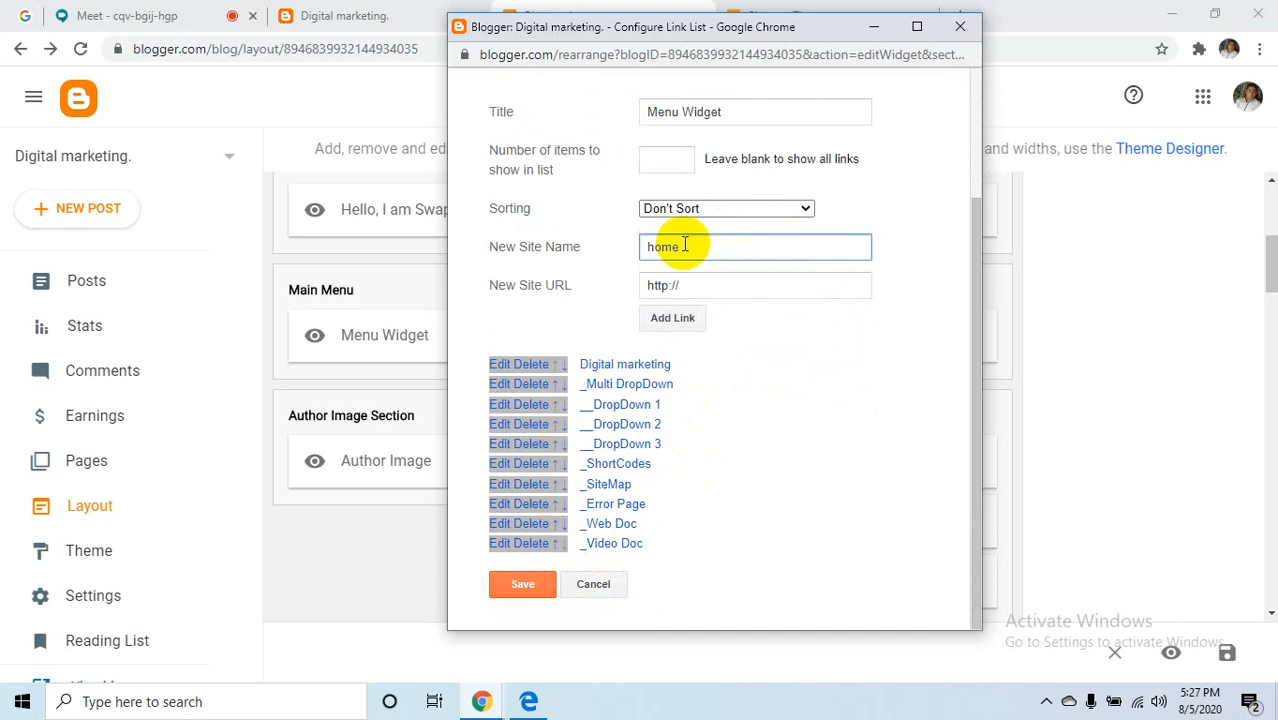 Meet - cqv-bgij-hgp
Digital marketing.
Blogger: Digital marketing. - Configure Link List - Google Chrome
blogger.com/blog/layout/8946839932144934035
blogger.com/rearrange?blogID=8946839932144934035&action=editWidget&sect...
Digital marketing.
Add, remove and ed
and widths, use the Theme Designer.
NEW POST
Posts
Stats
Comments
Earnings
Pages
Layout
Theme
Settings
Reading List
Hello, I am Swap
Main Menu
Menu Widget
Author Image Section
Author Image
Title
Menu Widget
Number of items to
show in list
Leave blank to show all links
Sorting
Don't Sort
New Site Name
home
New Site URL
http://
Add Link
Edit Delete ↑↓ Digital marketing
Edit Delete ↑↓ _Multi DropDown
Edit Delete ↑↓ __DropDown 1
Edit Delete ↑↓ __DropDown 2
Edit Delete ↑↓ __DropDown 3
Edit Delete ↑↓ _ShortCodes
Edit Delete ↑↓ _SiteMap
Edit Delete ↑↓ _Error Page
Edit Delete ↑↓ _Web Doc
Edit Delete ↑↓ _Video Doc
Save
Cancel
Activate Windows
Go to Settings to activate Windows.
Type here to search
5:27 PM
8/5/2020
2